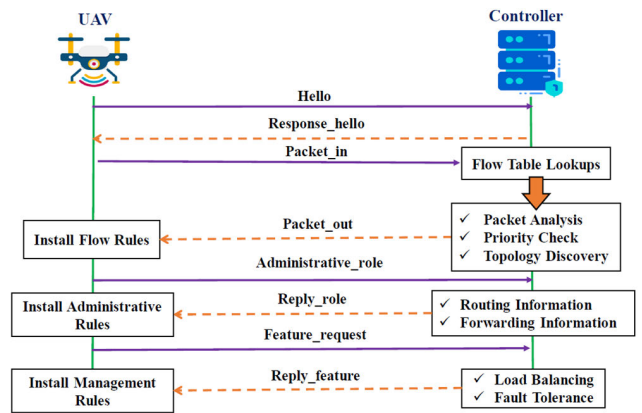 UAV
Controller
Hello
Response_hello
Packet_in
Flow Table Lookups
Packet_out
Install Flow Rules
✓ Packet Analysis
✓ Priority Check
✓ Topology Discovery
Administrative_role
Reply_role
Install Administrative
Rules
✓ Routing Information
✓ Forwarding Information
Feature_request
Reply_feature
Install Management
Rules
✓ Load Balancing
✓ Fault Tolerance